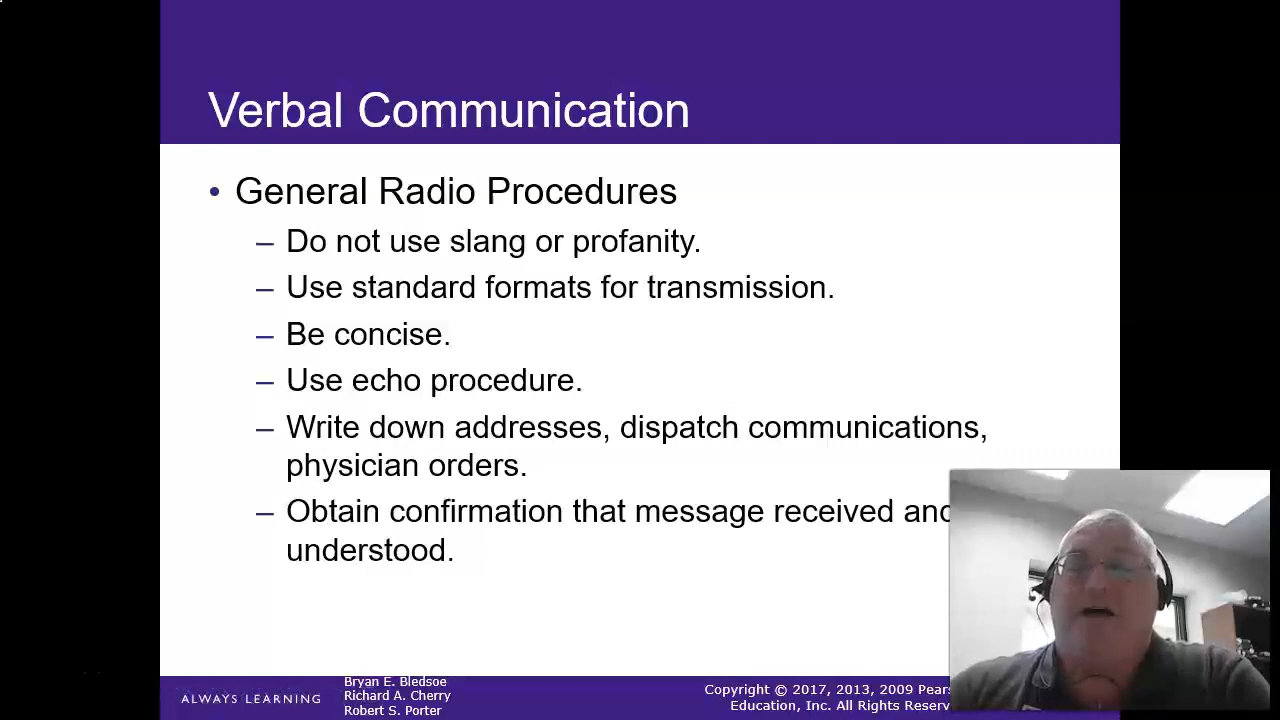 Verbal Communication
• General Radio Procedures
– Do not use slang or profanity.
– Use standard formats for transmission.
– Be concise.
– Use echo procedure.
– Write down addresses, dispatch communications,
physician orders.
– Obtain confirmation that message received and
understood.
ALWAYS LEARNING
Bryan E. Bledsoe
Richard A. Cherry
Robert S. Porter
Copyright © 2017, 2013, 2009
Education, Inc. All Rights